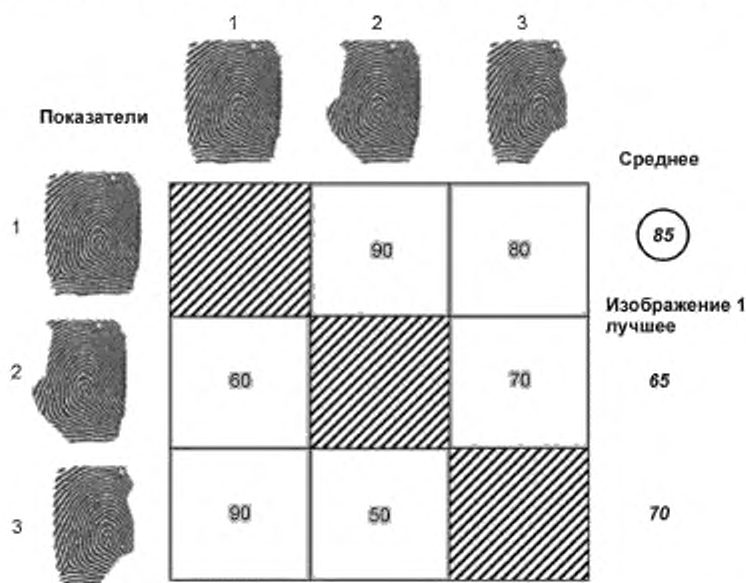 1 2 3
Показатели
Среднее
1 90 80 85
Изображение 1
лучшее
2 60 70 65
3 90 50 70